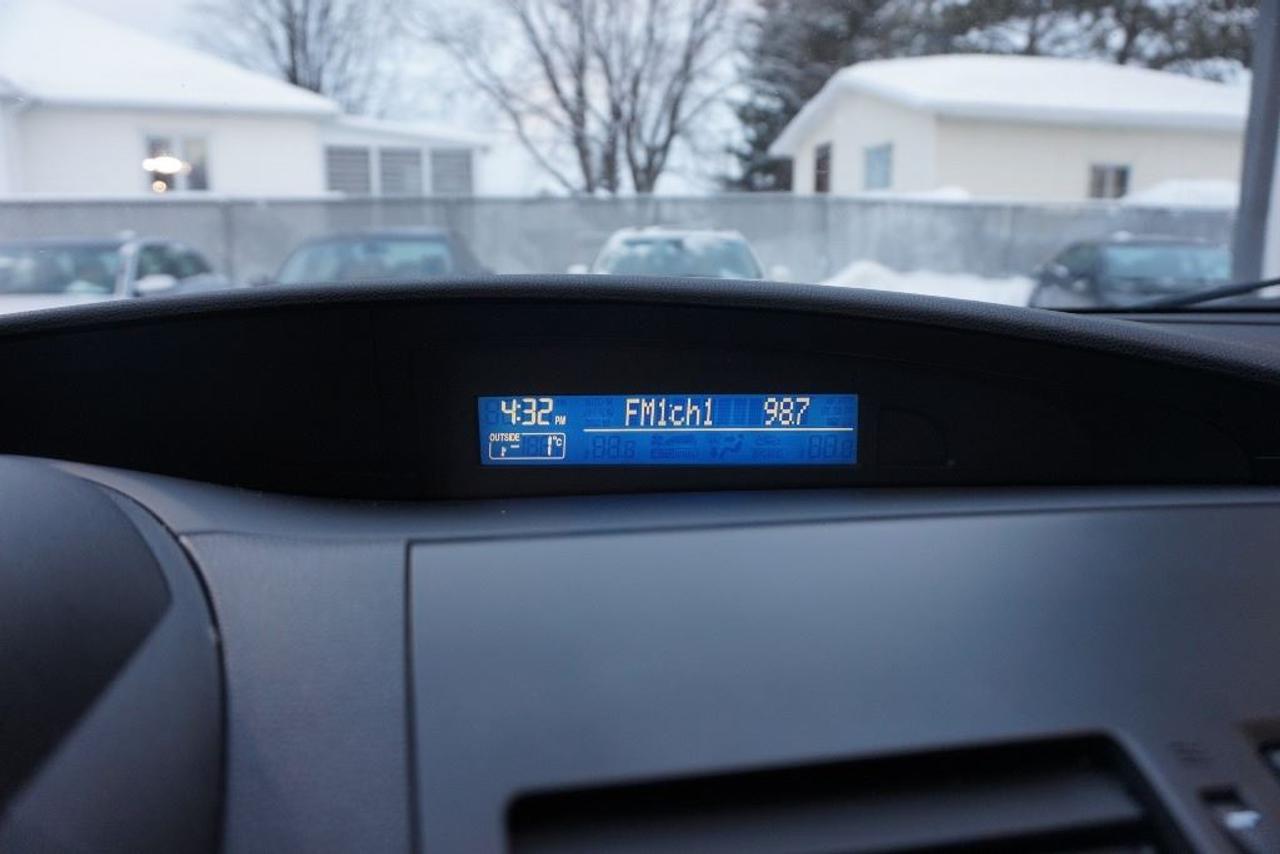 4:32 PM FM1ch1 98.7
OUTSIDE
-1°C